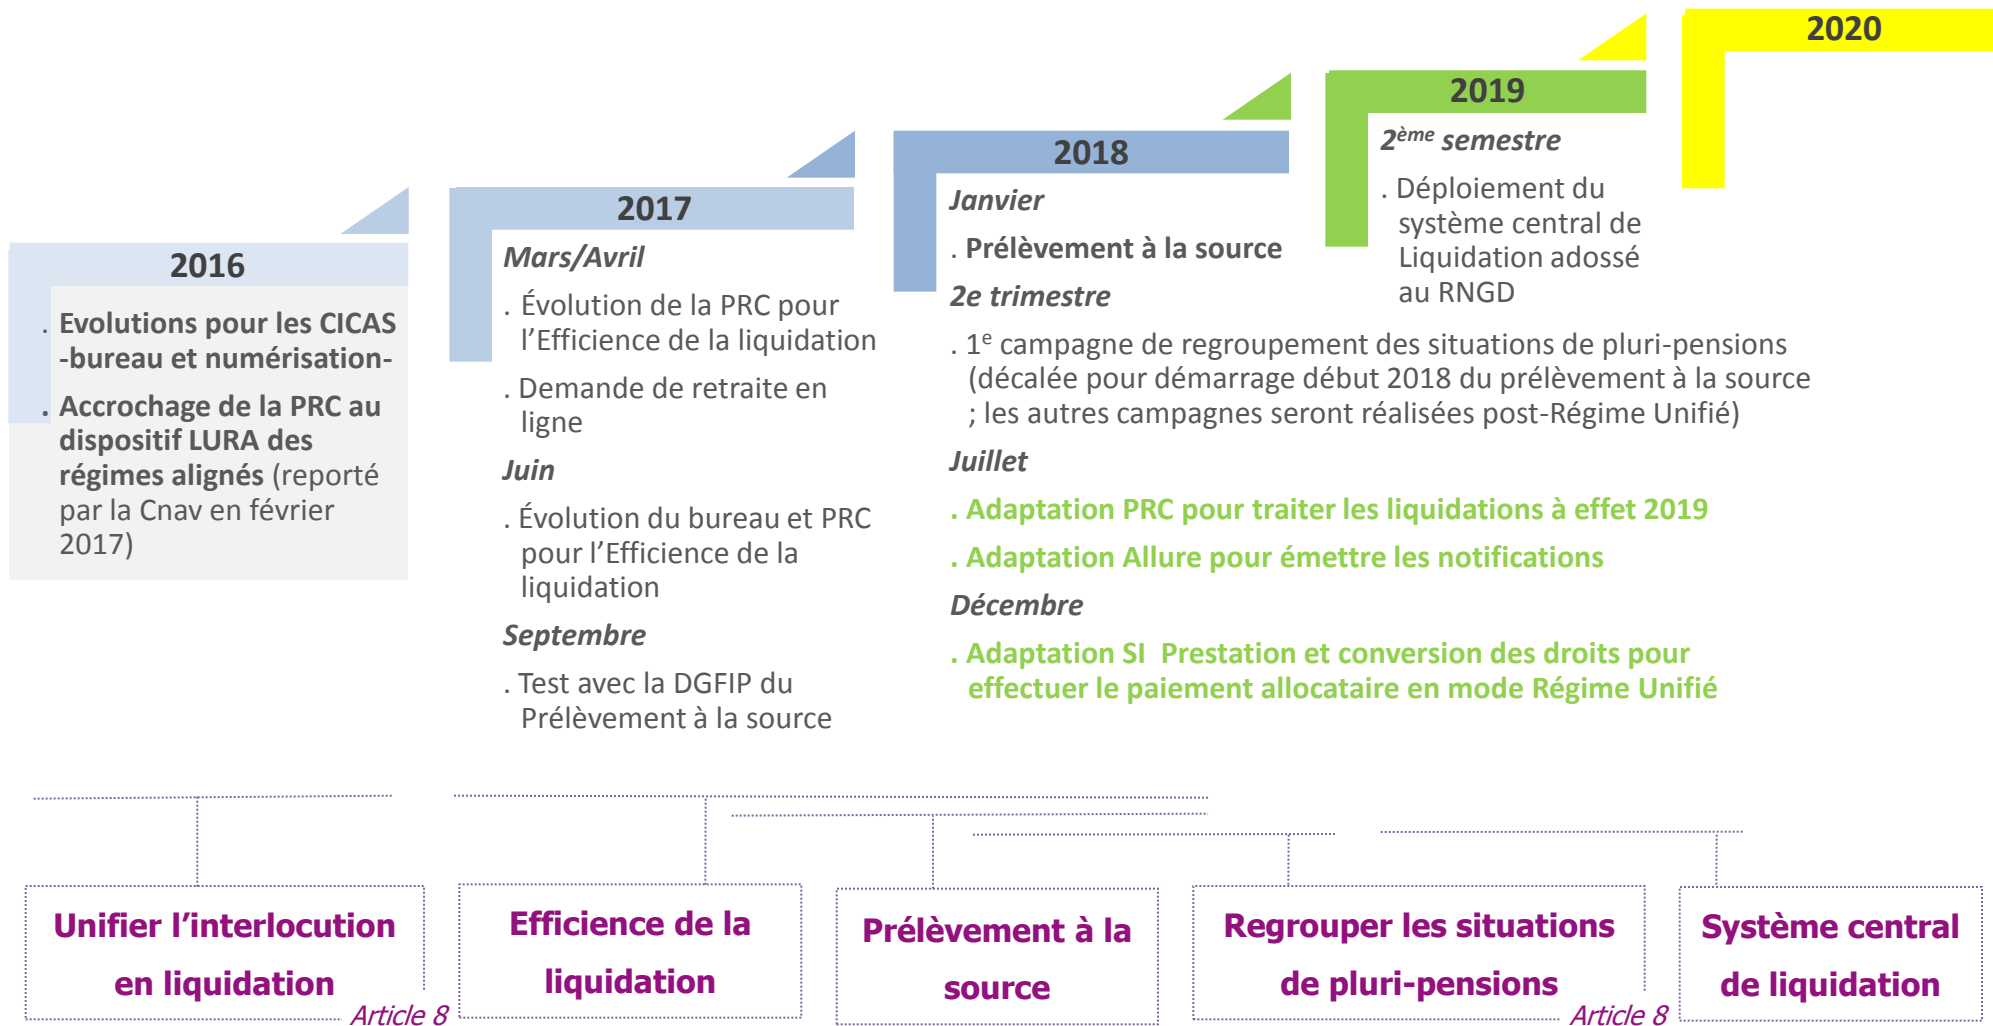 2016
. Evolutions pour les CICAS
-bureau et numérisation-
. Accrochage de la PRC au
dispositif LURA des
régimes alignés (reporté
par la Cnav en février
2017)
2017
Mars/Avril
. Évolution de la PRC pour
l’Efficience de la liquidation
. Demande de retraite en
ligne
Juin
. Évolution du bureau et PRC
pour l’Efficience de la
liquidation
Septembre
. Test avec la DGFIP du
Prélèvement à la source
2018
Janvier
. Prélèvement à la source
2e trimestre
. 1e campagne de regroupement des situations de pluri-pensions
(décalée pour démarrage début 2018 du prélèvement à la source
; les autres campagnes seront réalisées post-Régime Unifié)
Juillet
. Adaptation PRC pour traiter les liquidations à effet 2019
. Adaptation Allure pour émettre les notifications
Décembre
. Adaptation SI  Prestation et conversion des droits pour
effectuer le paiement allocataire en mode Régime Unifié
2019
2ème semestre
. Déploiement du
système central de
Liquidation adossé
au RNGD
2020
Unifier l’interlocution
en liquidation
Article 8
Efficience de la
liquidation
Prélèvement à la
source
Regrouper les situations
de pluri-pensions
Article 8
Système central
de liquidation